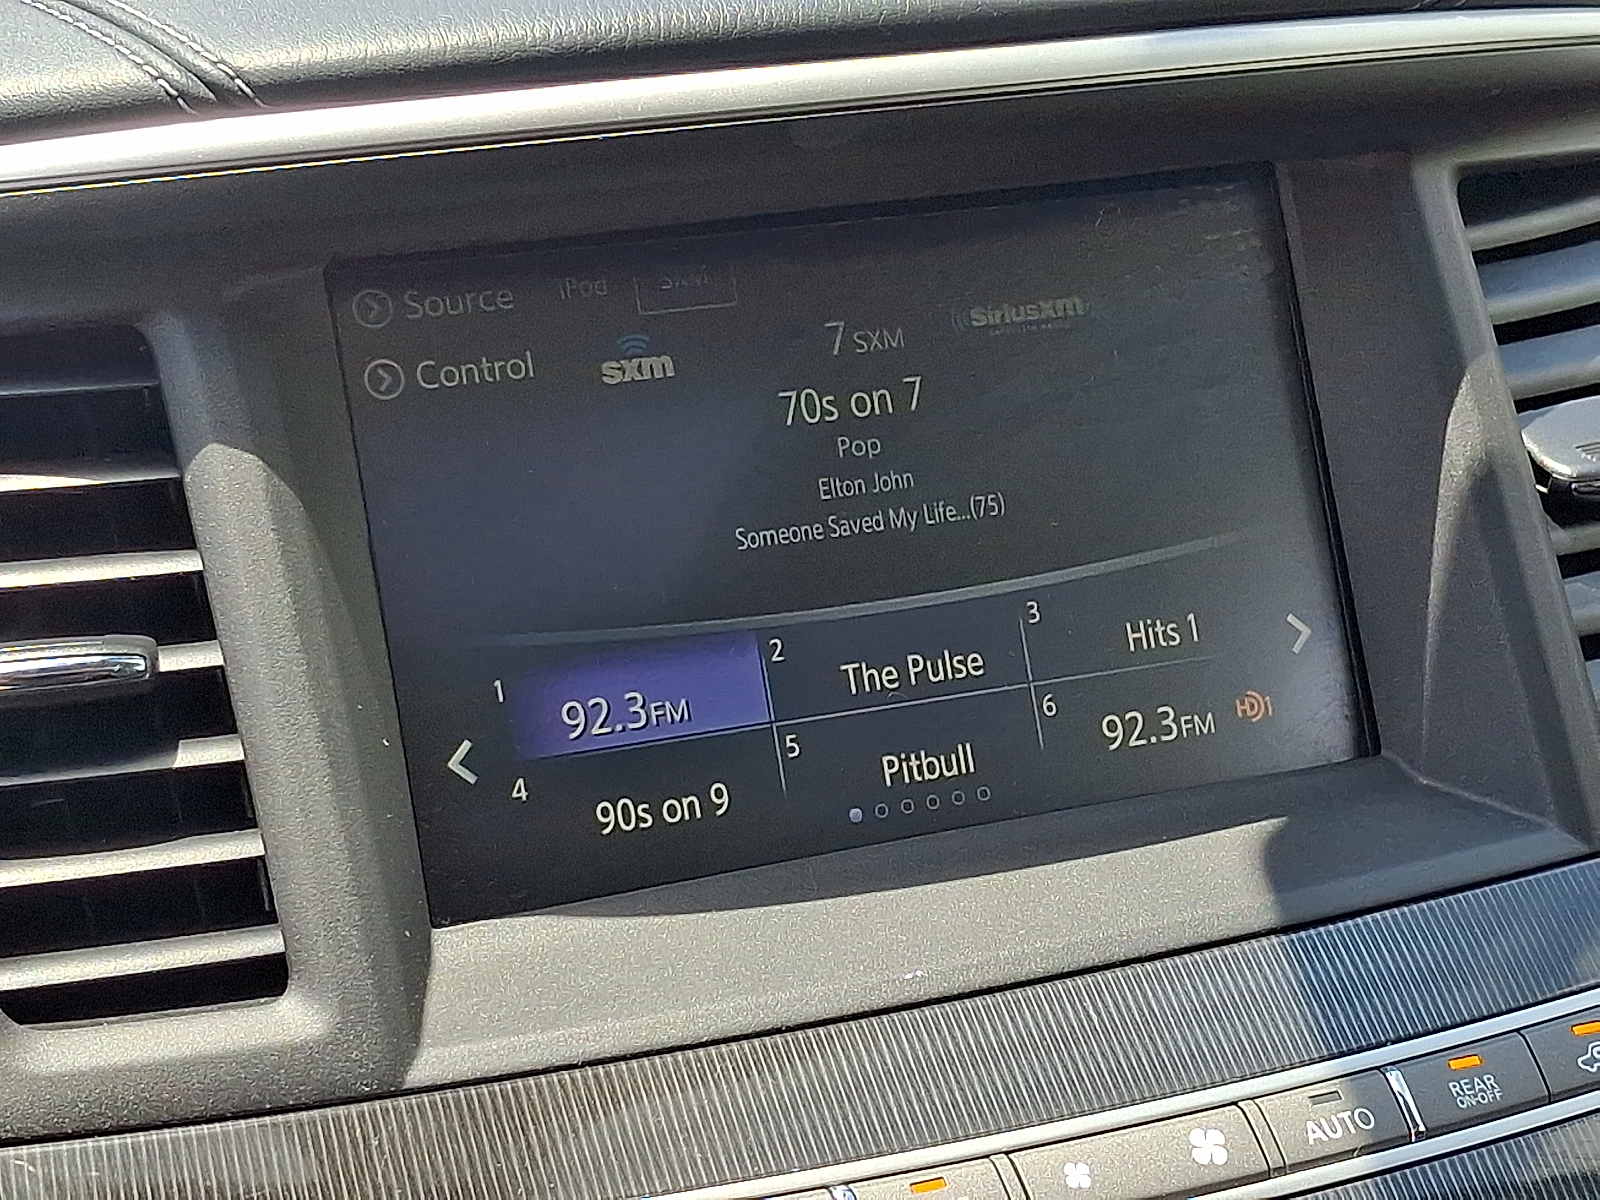 Source iPod SXM
7 SXM SiriusXM
Control sxm
70s on 7
Pop
Elton John
Someone Saved My Life...(75)
1 92.3FM
2 The Pulse
3 Hits 1
4 90s on 9
5 Pitbull
6 92.3FM HD1
AUTO
REAR
ON-OFF